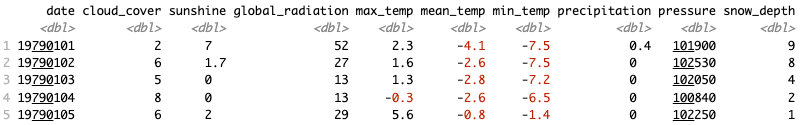 date cloud_cover sunshine global_radiation max_temp mean_temp min_temp precipitation pressure snow_depth
<dbl> <dbl> <dbl> <dbl> <dbl> <dbl> <dbl> <dbl> <dbl> <dbl>
1 19790101 2 7 52 2.3 -4.1 -7.5 0.4 101900 9
2 19790102 6 1.7 27 1.6 -2.6 -7.5 0 102530 8
3 19790103 5 0 13 1.3 -2.8 -7.2 0 102050 4
4 19790104 8 0 13 -0.3 -2.6 -6.5 0 100840 2
5 19790105 6 2 29 5.6 -0.8 -1.4 0 102250 1